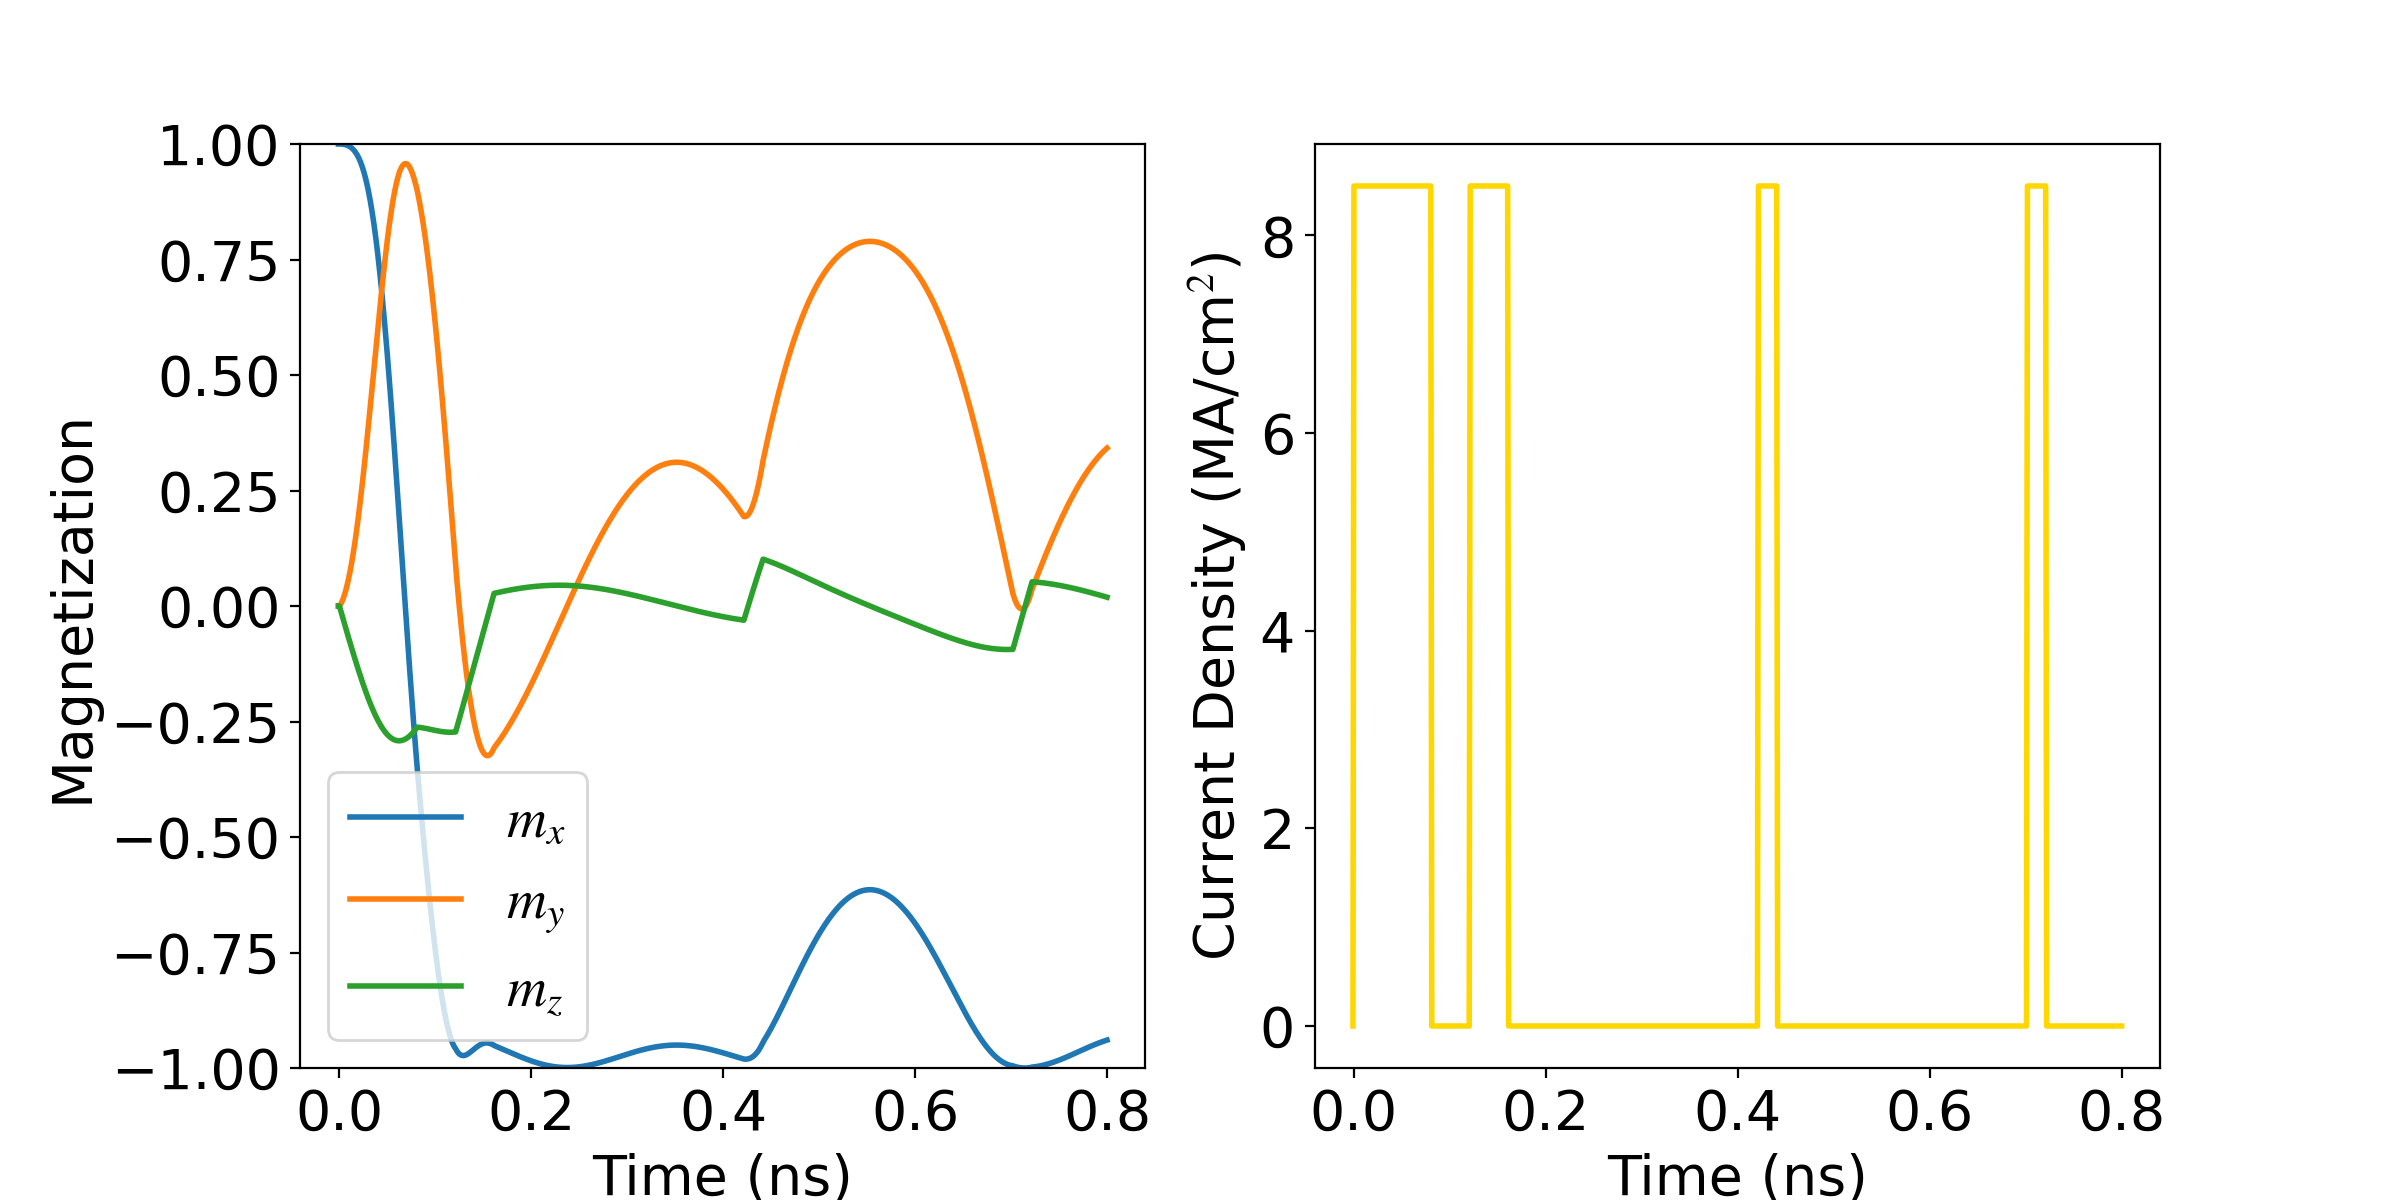 Magnetization
1.00
0.75
0.50
0.25
0.00
−0.25
−0.50
−0.75
−1.00
m_x
m_y
m_z
0.0 0.2 0.4 0.6 0.8
Time (ns)
Current Density (MA/cm²)
8
6
4
2
0
0.0 0.2 0.4 0.6 0.8
Time (ns)